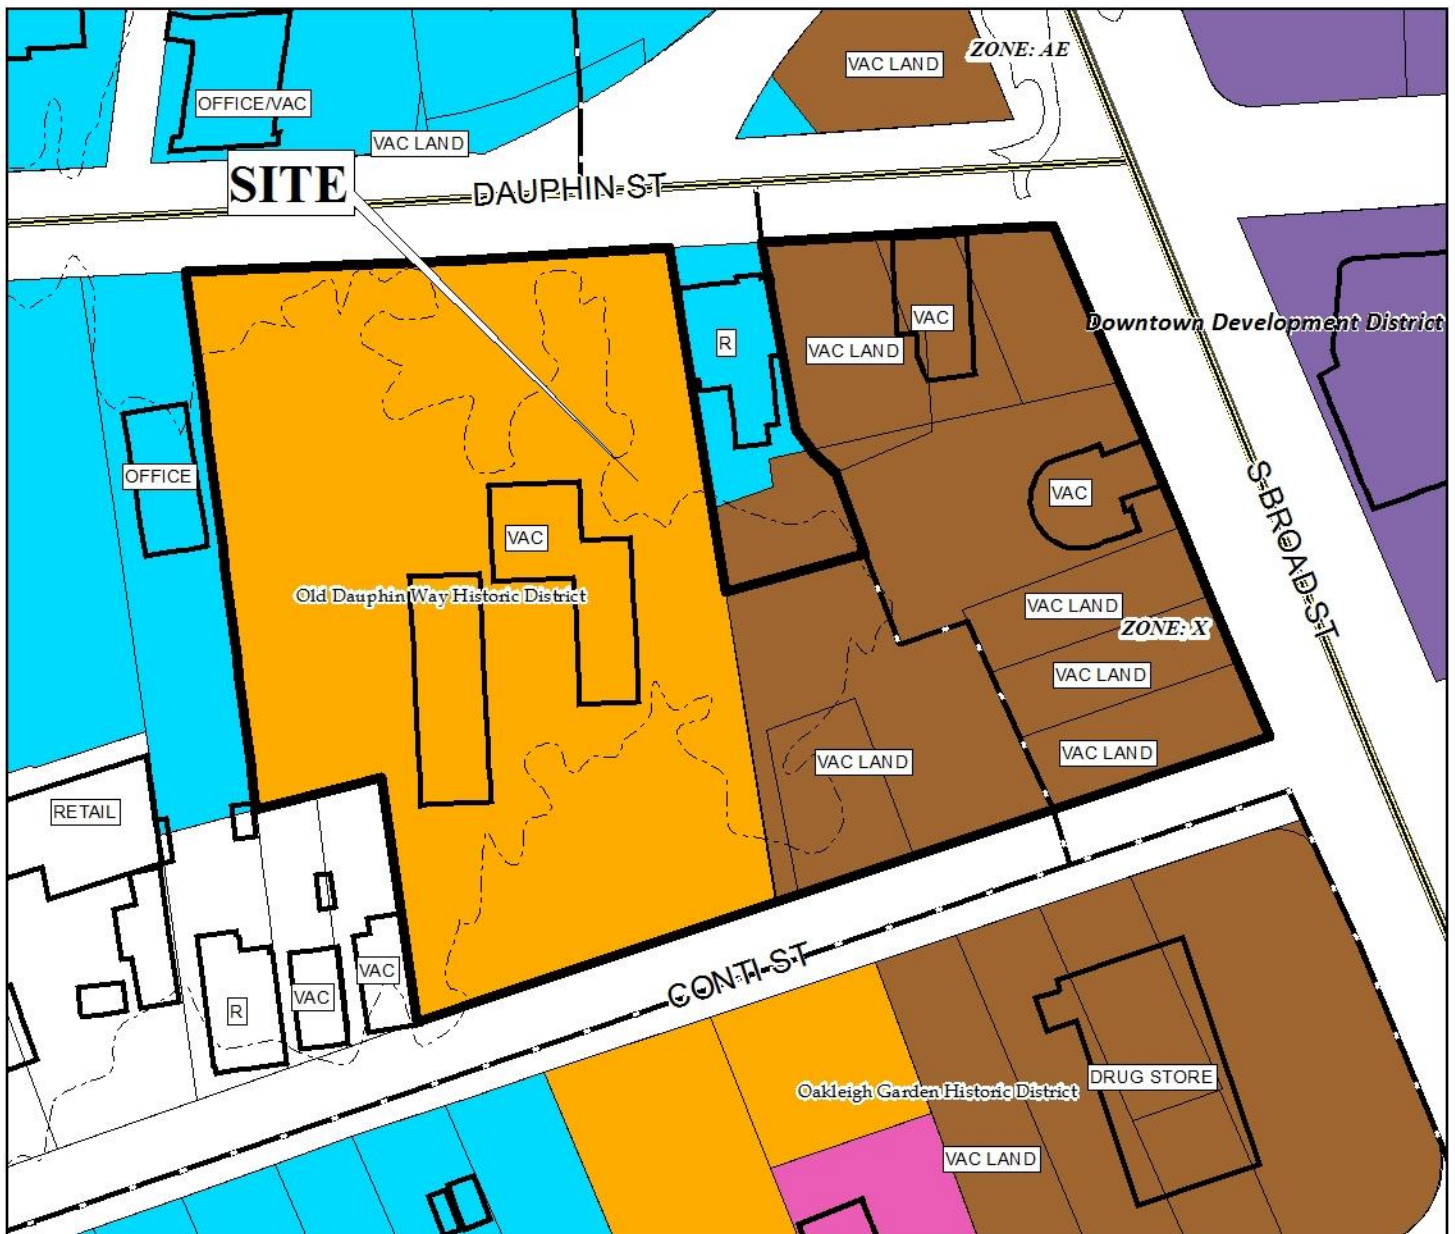 ZONE: AE
VAC LAND
OFFICE/VAC
VAC LAND
SITE
DAUPHIN ST
VAC
Downtown Development District
R
VAC LAND
OFFICE
VAC
S BROAD ST
VAC
Old Dauphin Way Historic District
VAC LAND
ZONE: X
VAC LAND
VAC LAND
VAC LAND
RETAIL
CONTI ST
VAC
VAC
R
DRUG STORE
Oakleigh Garden Historic District
VAC LAND